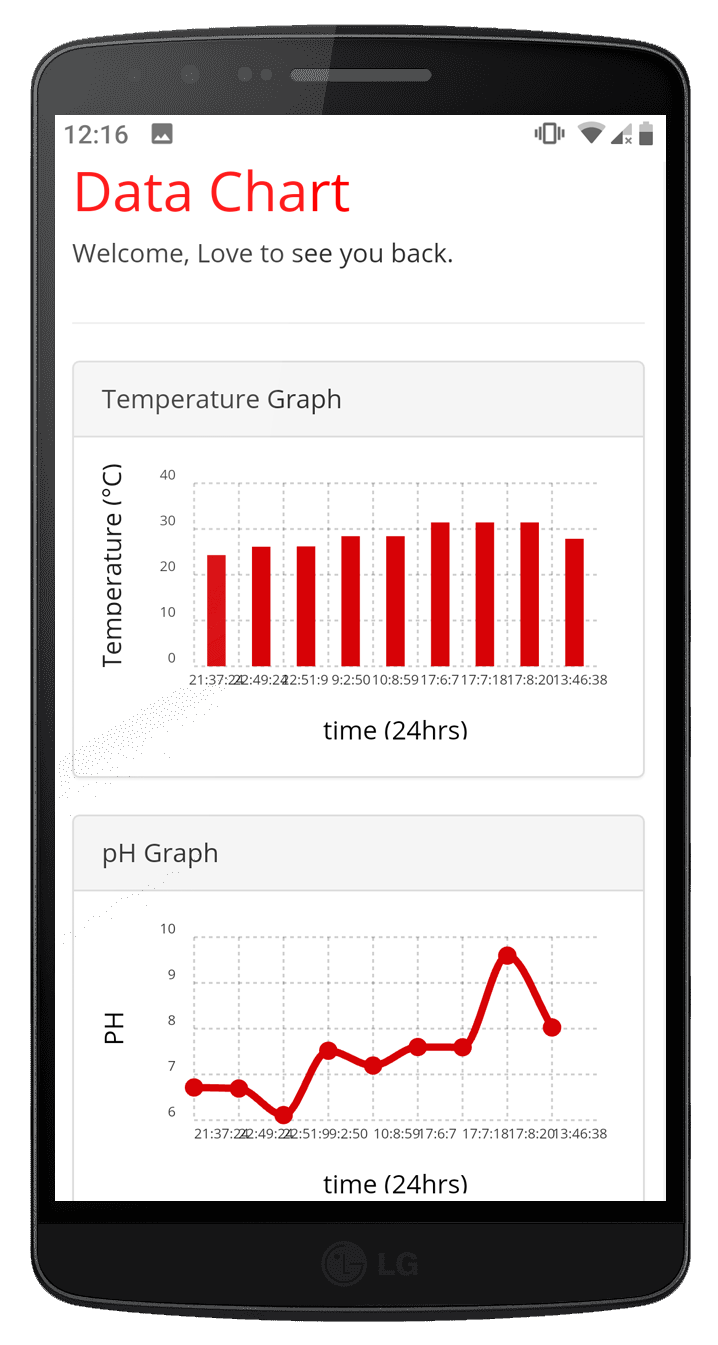 12:16
Data Chart
Welcome, Love to see you back.
Temperature Graph
Temperature (°C)
40
30
20
10
0
21:37:24 22:49:24 22:51:9 9:2:50 10:8:59 17:6:7 17:7:18 17:8:20 13:46:38
time (24hrs)
pH Graph
PH
10
9
8
7
6
21:37:24 22:49:24 22:51:9 9:2:50 10:8:59 17:6:7 17:7:18 17:8:20 13:46:38
time (24hrs)
LG